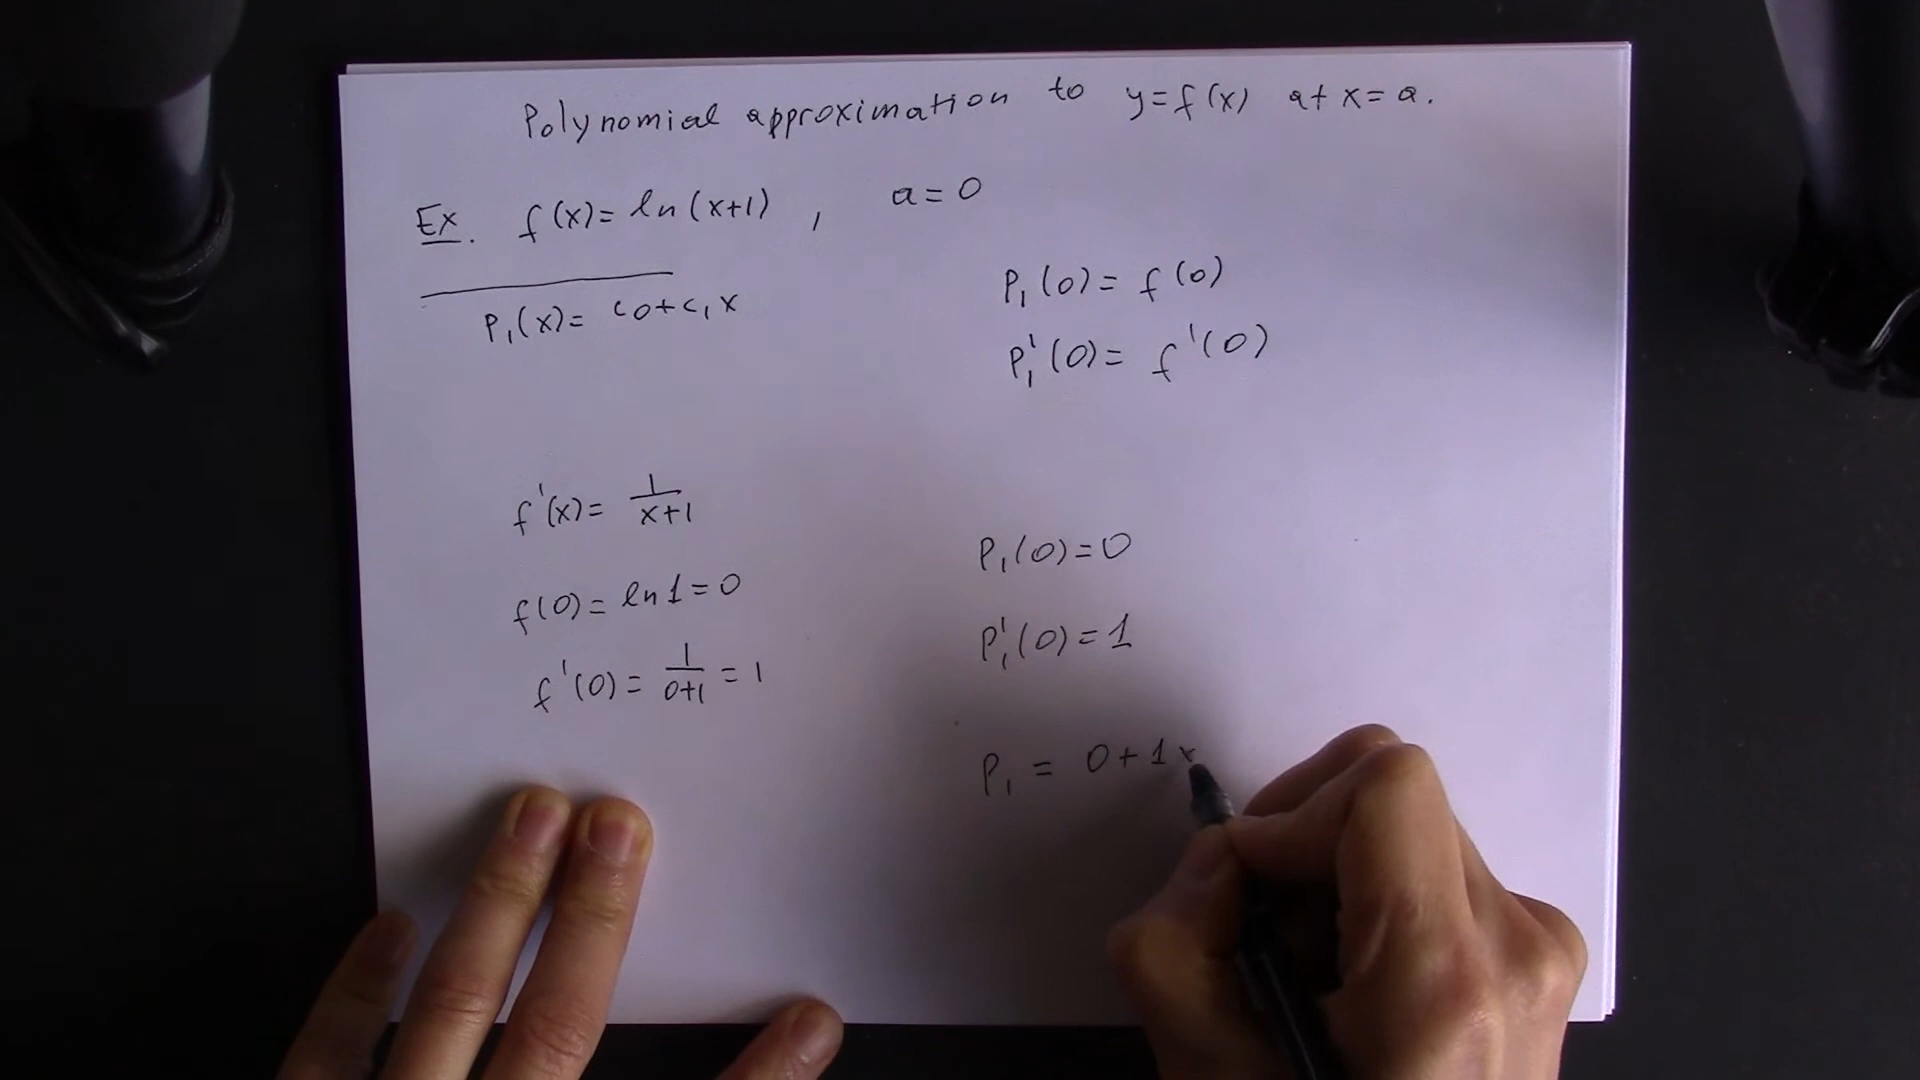 Polynomial approximation to y=f(x) at x=a.
Ex. f(x)= ln(x+1) , a=0
P₁(x)= c₀+c₁x
P₁(0)= f(0)
P₁'(0)= f'(0)
f'(x)= 1/(x+1)
f(0)= ln1=0
f'(0)= 1/(0+1) = 1
P₁(0)=0
P₁'(0)=1
P₁ = 0+1x